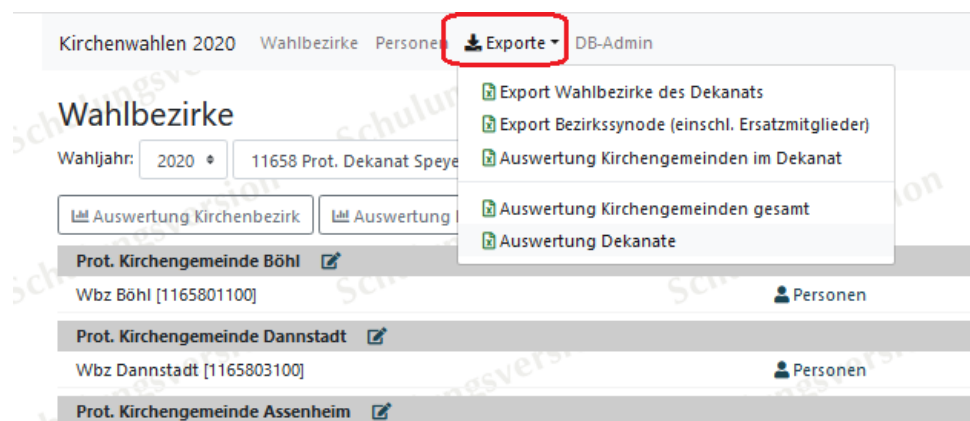 Kirchenwahlen 2020 Wahlbezirke Personen Exporte DB-Admin
Export Wahlbezirke des Dekanats
Export Bezirkssynode (einschl. Ersatzmitglieder)
Auswertung Kirchengemeinden im Dekanat
Auswertung Kirchengemeinden gesamt
Auswertung Dekanate
Wahlbezirke
Wahljahr: 2020 11658 Prot. Dekanat Speye
Auswertung Kirchenbezirk Auswertung
Prot. Kirchengemeinde Böhl
Wbz Böhl [1165801100] Personen
Prot. Kirchengemeinde Dannstadt
Wbz Dannstadt [1165803100] Personen
Prot. Kirchengemeinde Assenheim
Schulungsversion